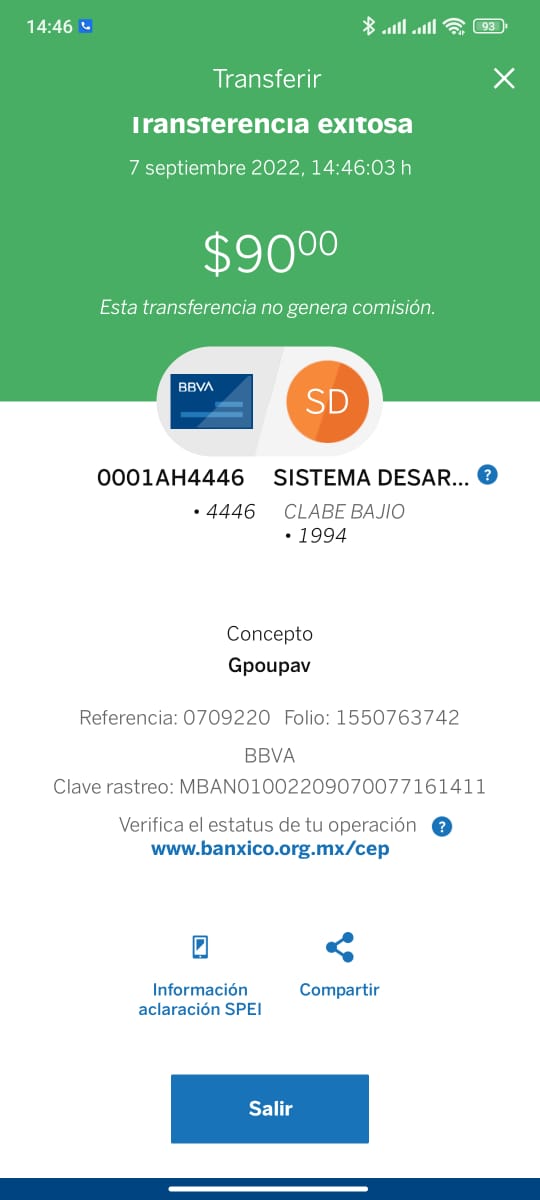 14:46
93
Transferir
Transferencia exitosa
7 septiembre 2022, 14:46:03 h
$9000
Esta transferencia no genera comisión.
BBVA
SD
0001AH4446 SISTEMA DESAR... ?
• 4446 CLABE BAJIO
• 1994
Concepto
Gpoupav
Referencia: 0709220 Folio: 1550763742
BBVA
Clave rastreo: MBAN01002209070077161411
Verifica el estatus de tu operación ?
www.banxico.org.mx/cep
Información
aclaración SPEI
Compartir
Salir